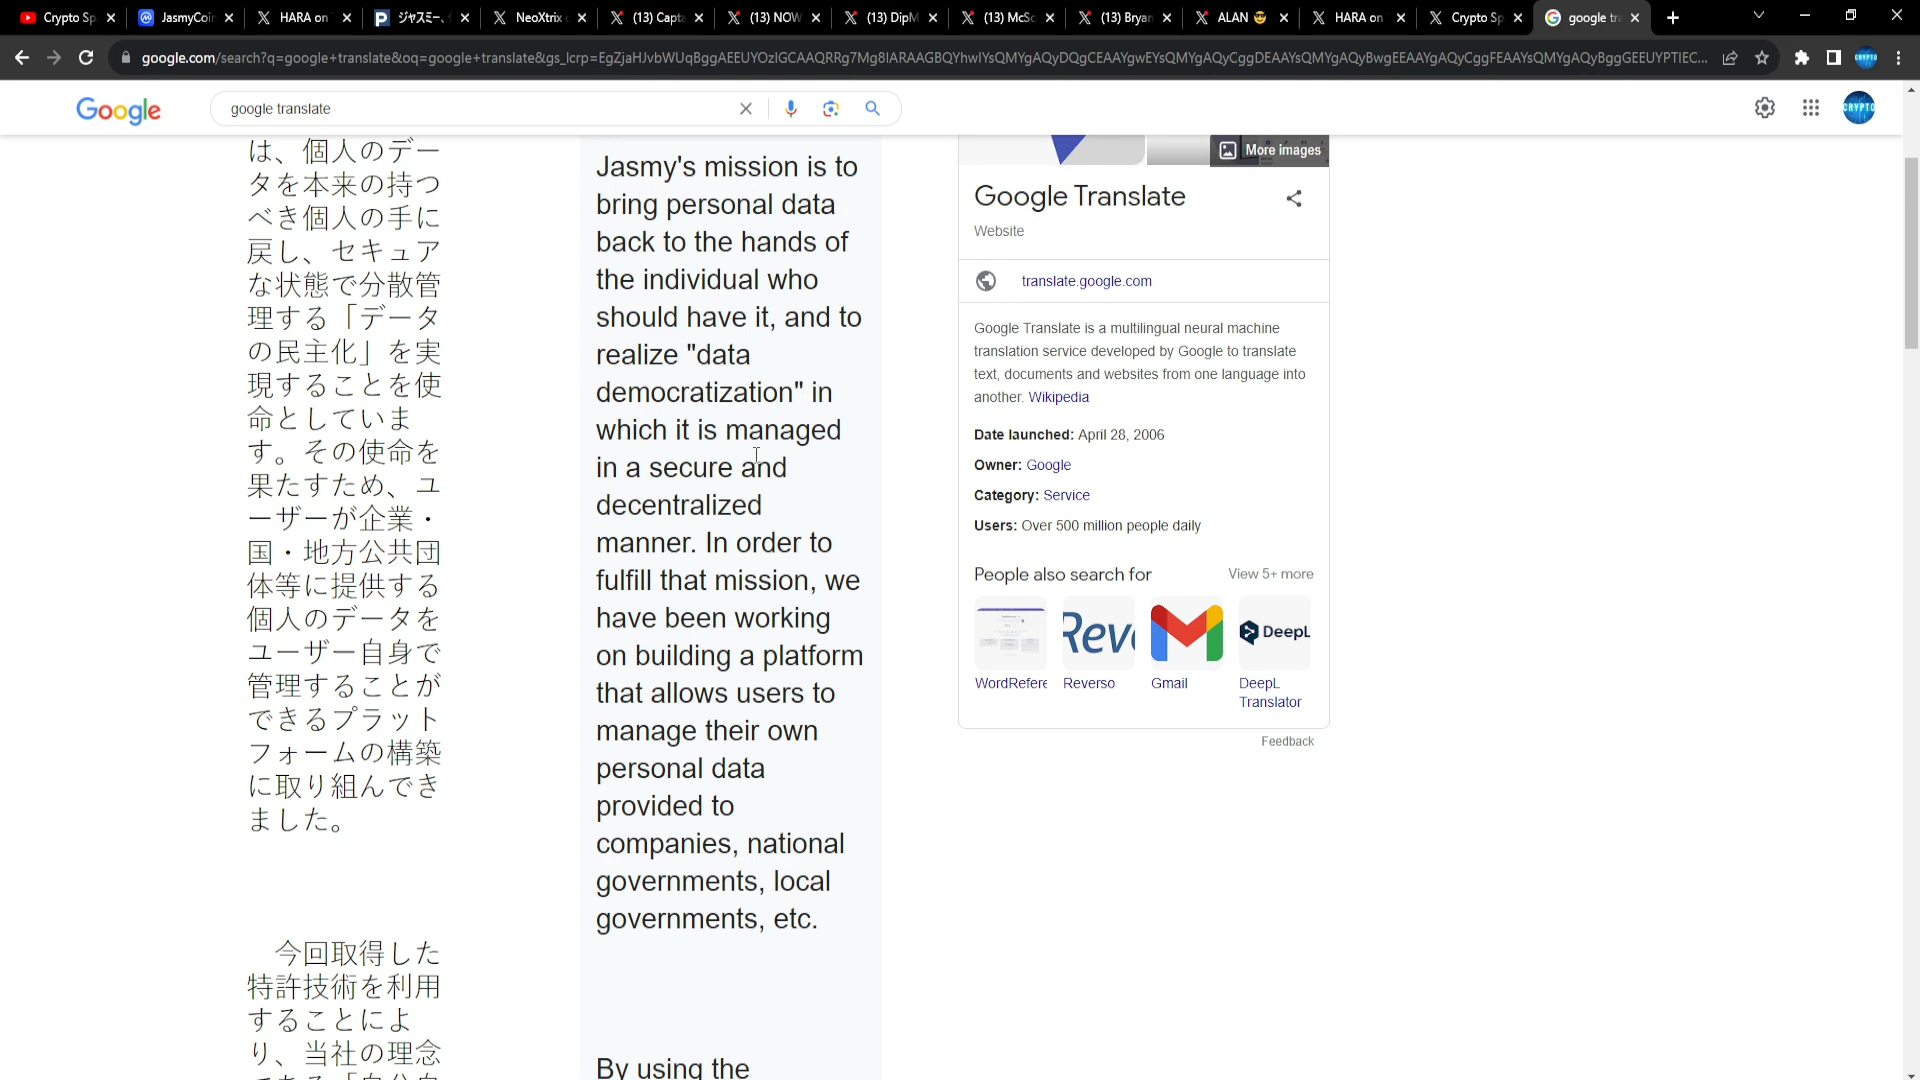 Crypto Sp
JasmyCoi
HARA on
ジャスミー、
NeoXtrix
(13) Capta
(13) NOW
(13) DipM
(13) McSc
(13) Bryan
ALAN 😎
HARA on
Crypto Sp
google tra
google.com/search?q=google+translate&oq=google+translate&gs_lcrp=EgZjaHJvbWUqBggAEEUYOzIGCAAQRRg7Mg8IARAAGBQYhwIYsQMYgAQyDQgCEAAYgwEYsQMYgAQyCggDEAAYsQMYgAQyBwgEEAAYgAQyCggFEAAYsQMYgAQyBggGEEUYPTIEC...
CRYPTO
Google
google translate
CRYPTO
は、個人のデー
タを本来の持つ
べき個人の手に
戻し、セキュア
な状態で分散管
理する「データ
の民主化」を実
現することを使
命としていま
す。その使命を
果たすため、ユ
ーザーが企業・
国・地方公共団
体等に提供する
個人のデータを
ユーザー自身で
管理することが
できるプラット
フォームの構築
に取り組んでき
ました。
今回取得した
特許技術を利用
することによ
り、当社の理念
Jasmy's mission is to
bring personal data
back to the hands of
the individual who
should have it, and to
realize "data
democratization" in
which it is managed
in a secure and
decentralized
manner. In order to
fulfill that mission, we
have been working
on building a platform
that allows users to
manage their own
personal data
provided to
companies, national
governments, local
governments, etc.
By using the
More images
Google Translate
Website
translate.google.com
Google Translate is a multilingual neural machine
translation service developed by Google to translate
text, documents and websites from one language into
another. Wikipedia
Date launched: April 28, 2006
Owner: Google
Category: Service
Users: Over 500 million people daily
People also search for
View 5+ more
Reve
DeepL
WordRefere
Reverso
Gmail
DeepL
Translator
Feedback